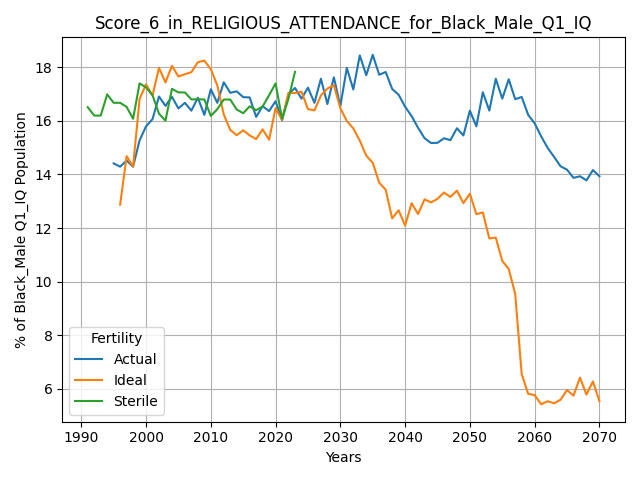 Score_6_in_RELIGIOUS_ATTENDANCE_for_Black_Male_Q1_IQ
% of Black_Male Q1_IQ Population
18
16
14
12
10
8
6
Fertility
Actual
Ideal
Sterile
1990 2000 2010 2020 2030 2040 2050 2060 2070
Years